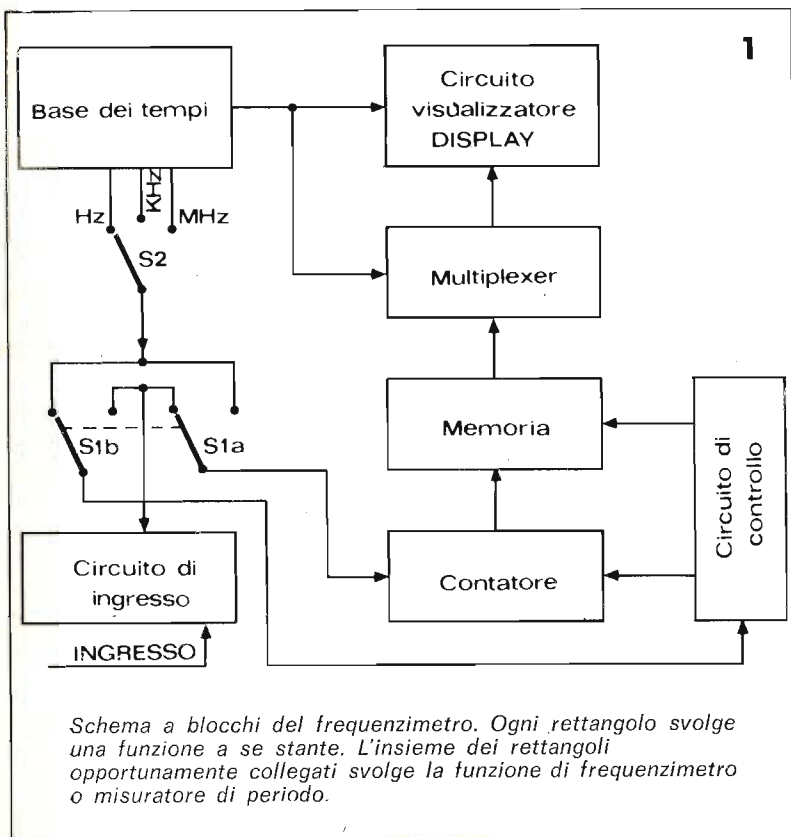 1
Base dei tempi
Circuito
visualizzatore
DISPLAY
Hz
KHz
MHz
S2
Multiplexer
S1b
S1a
Memoria
Circuito di
controllo
Circuito di
ingresso
Contatore
INGRESSO
Schema a blocchi del frequenzimetro. Ogni rettangolo svolge
una funzione a se stante. L'insieme dei rettangoli
opportunamente collegati svolge la funzione di frequenzimetro
o misuratore di periodo.